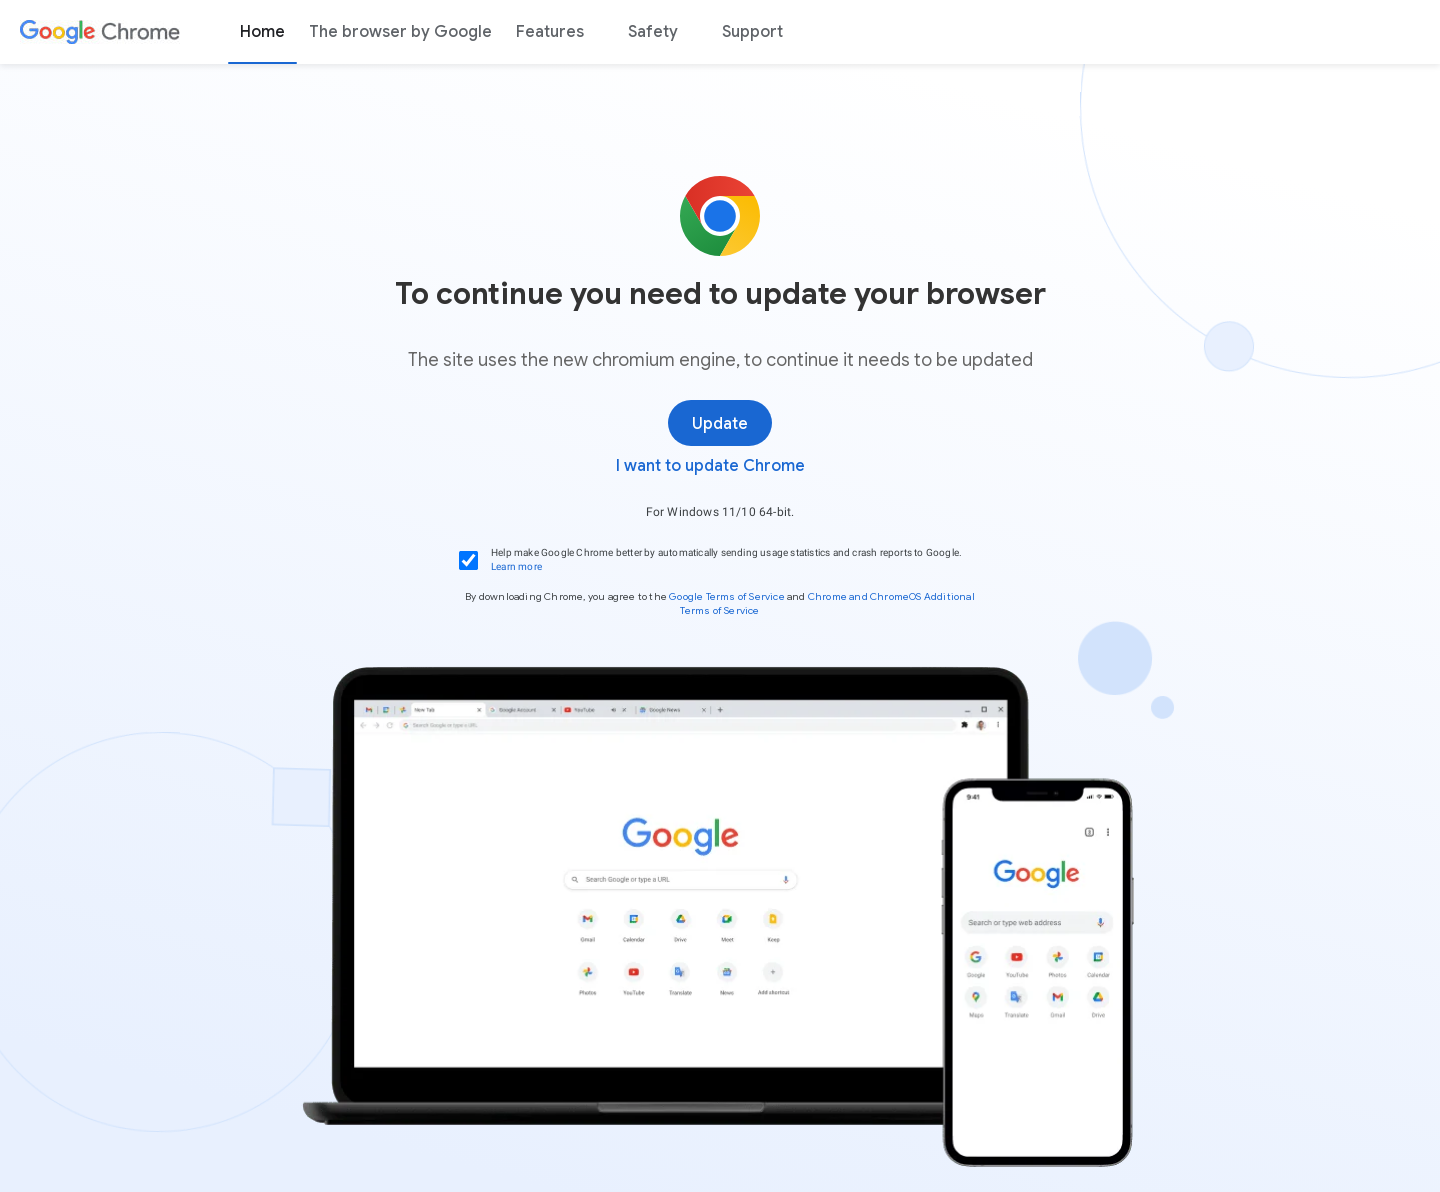 Google Chrome
Home The browser by Google Features Safety Support
To continue you need to update your browser
The site uses the new chromium engine, to continue it needs to be updated
Update
I want to update Chrome
For Windows 11/10 64-bit.
Help make Google Chrome better by automatically sending usage statistics and crash reports to Google.
Learn more
By downloading Chrome, you agree to the Google Terms of Service and Chrome and ChromeOS Additional
Terms of Service
New Tab Google Account YouTube Google News
Search Google or type a URL
Google
Search Google or type a URL
Gmail Calendar Drive Meet Keep
Photos YouTube Translate News Add shortcut
9:41
Google
Search or type web address
Google YouTube Photos Calendar
Maps Translate Gmail Drive